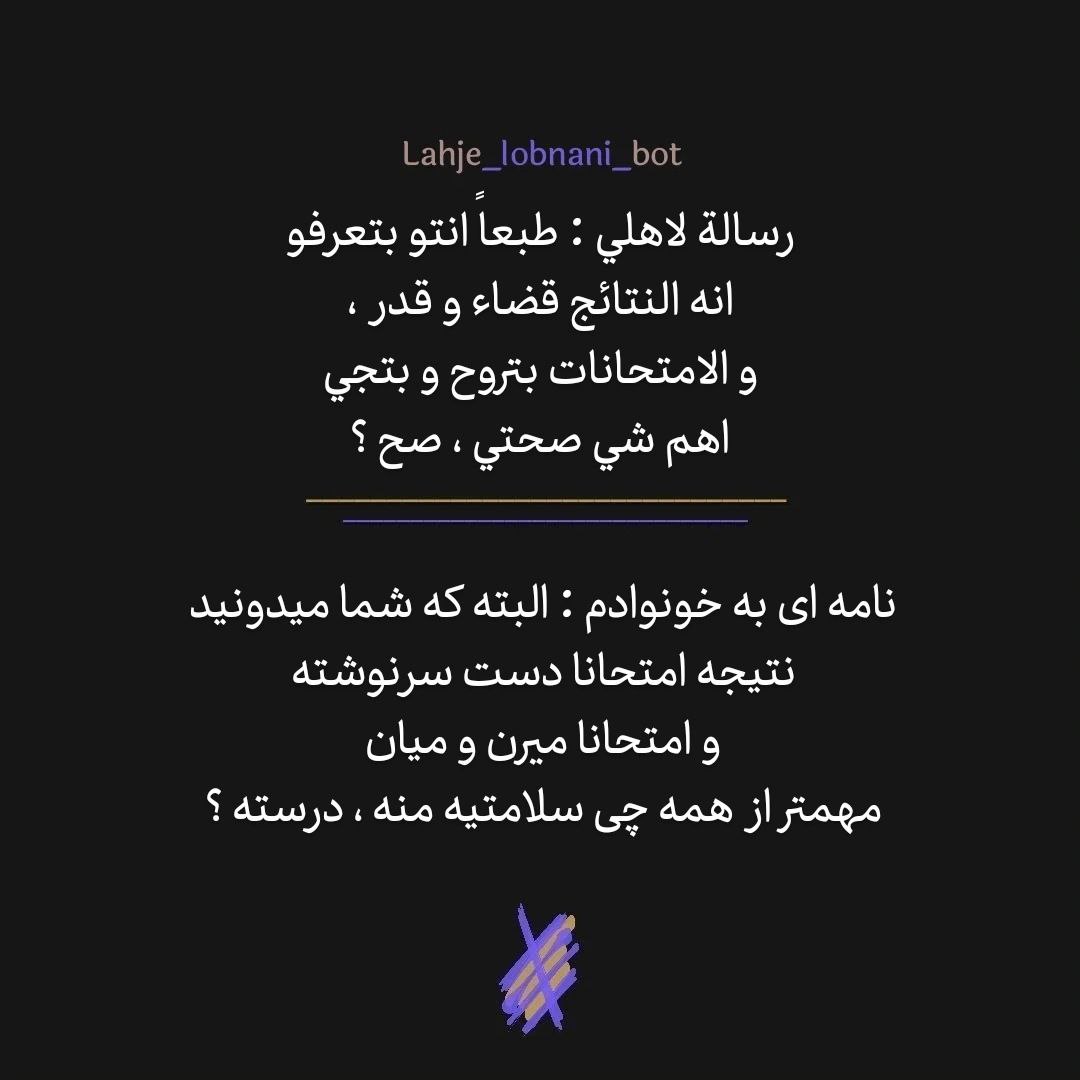 Lahje_lobnani_bot
رسالة لاهلي : طبعاً انتو بتعرفو
انه النتائج قضاء و قدر ،
و الامتحانات بتروح و بتجي
اهم شي صحتي ، صح ؟
نامه ای به خونوادم : البته که شما میدونید
نتیجه امتحانا دست سرنوشته
و امتحانا میرن و میان
مهمتر از همه چی سلامتیه منه ، درسته ؟